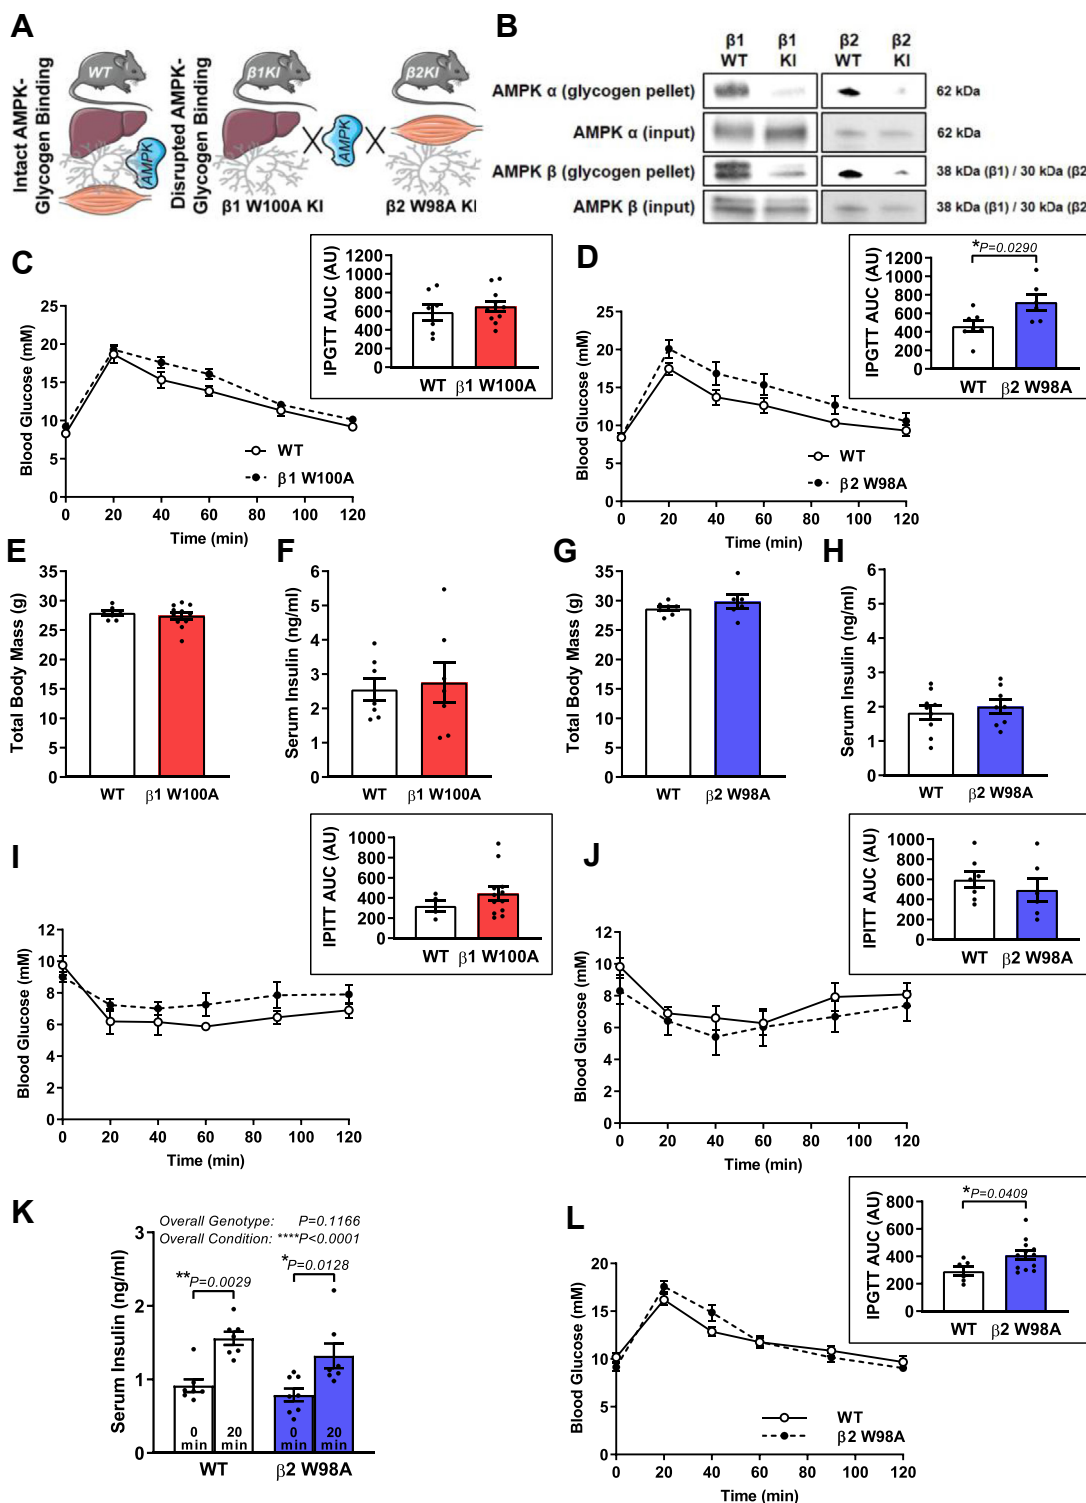 A
Intact AMPK-
Glycogen Binding
WT
AMPK
Disrupted AMPK-
Glycogen Binding
β1KI
AMPK
β2KI
β1 W100A KI
β2 W98A KI
B
β1 WT
β1 KI
β2 WT
β2 KI
AMPK α (glycogen pellet)
62 kDa
AMPK α (input)
62 kDa
AMPK β (glycogen pellet)
38 kDa (β1) / 30 kDa (β2
AMPK β (input)
38 kDa (β1) / 30 kDa (β2
C
Blood Glucose (mM)
25
20
15
10
5
0
0 20 40 60 80 100 120
Time (min)
WT
β1 W100A
IPGTT AUC (AU)
1200
1000
800
600
400
200
0
WT β1 W100A
D
Blood Glucose (mM)
25
20
15
10
5
0
0 20 40 60 80 100 120
Time (min)
WT
β2 W98A
IPGTT AUC (AU)
1200
1000
800
600
400
200
0
*P=0.0290
WT β2 W98A
E
Total Body Mass (g)
35
30
25
20
15
10
5
0
WT β1 W100A
F
Serum Insulin (ng/ml)
6
5
4
3
2
1
0
WT β1 W100A
G
Total Body Mass (g)
35
30
25
20
15
10
5
0
WT β2 W98A
H
Serum Insulin (ng/ml)
6
5
4
3
2
1
0
WT β2 W98A
I
Blood Glucose (mM)
12
10
8
6
4
2
0
0 20 40 60 80 100 120
Time (min)
IPITT AUC (AU)
1000
800
600
400
200
0
WT β1 W100A
J
Blood Glucose (mM)
12
10
8
6
4
2
0
0 20 40 60 80 100 120
Time (min)
IPITT AUC (AU)
1000
800
600
400
200
0
WT β2 W98A
K
Overall Genotype: P=0.1166
Overall Condition: ****P<0.0001
Serum Insulin (ng/ml)
3
2
1
0
**P=0.0029
*P=0.0128
0 min
20 min
0 min
20 min
WT β2 W98A
L
Blood Glucose (mM)
20
15
10
5
0
0 20 40 60 80 100 120
Time (min)
WT
β2 W98A
IPGTT AUC (AU)
800
600
400
200
0
*P=0.0409
WT β2 W98A